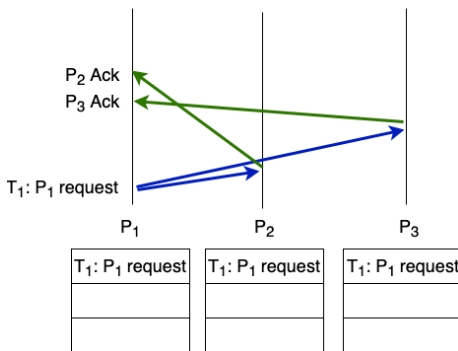 P₂ Ack
P₃ Ack
T₁: P₁ request
P₁ P₂ P₃
T₁: P₁ request T₁: P₁ request T₁: P₁ request